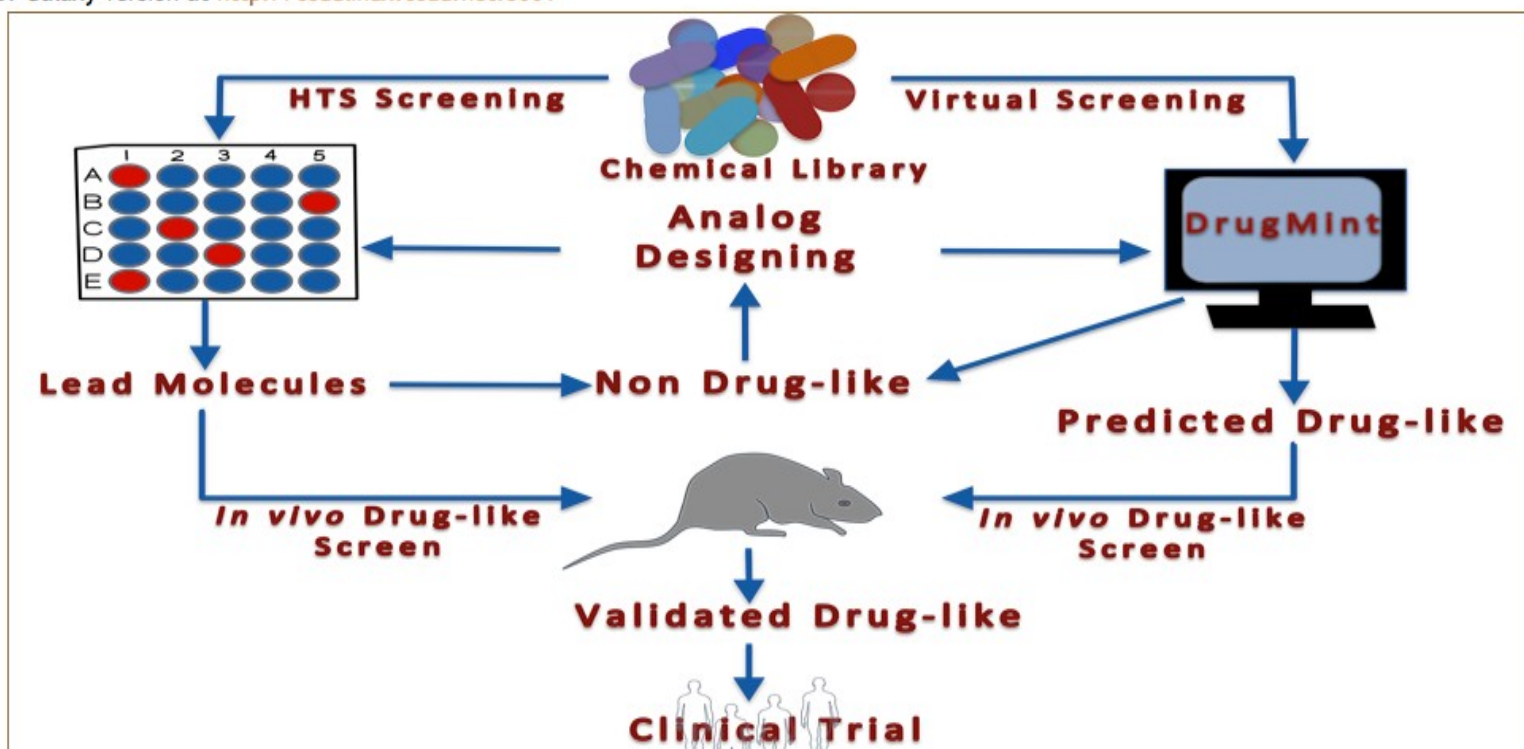 HTS Screening
Virtual Screening
Chemical Library
1 2 3 4 5
A
B
C
D
E
Analog
Designing
DrugMint
Lead Molecules
Non Drug-like
Predicted Drug-like
In vivo Drug-like
Screen
In vivo Drug-like
Screen
Validated Drug-like
Clinical Trial